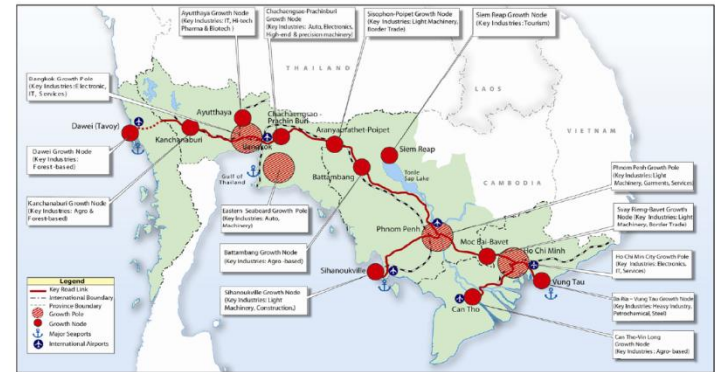 Ayutthaya Growth Node
(Key Industries: IT, Hi-tech
Pharma & Biotech )
Chachaengsao-Prachinburi
Growth Node
(Key Industries: Auto, Electronics,
High-end & precision machinery)
Sisophon-Poipet Growth Node
(Key Industries: Light Machinery,
Border Trade)
Siem Reap Growth Node
(Key Industries: Tourism)
Bangkok Growth Pole
(Key Industries: Electronic,
IT, Services)
THAILAND
LAOS
VIETNAM
CAMBODIA
Dawei (Tavoy)
Kanchanaburi
Ayutthaya
Bangkok
Chachaengsao -
Prachin Buri
Aranyaprathet-Poipet
Siem Reap
Battambang
Tonle
Sap Lake
Gulf of
Thailand
Dawei Growth Node
(Key Industries:
Forest-based)
Kanchanaburi Growth Node
(Key Industries: Agro &
Forest-based)
Eastern Seaboard Growth Pole
(Key Industries: Auto,
Machinery)
Battambang Growth Node
(Key Industries: Agro -based)
Sihanoukville Growth Node
(Key Industries: Light
Machinery, Construction,)
Phnom Penh
Sihanoukville
Moc Bai-Bavet
Ho Chi Minh
Vung Tau
Can Tho
Phnom Penh Growth Pole
(Key Industries: Light
Machinery, Garments, Services)
Svay Rieng-Bavet Growth
Node (Key Industries: Light
Machinery, Border Trade)
Ho Chi Min City Growth Pole
(Key Industries: Electronics,
IT, Services)
Ba Ria – Vung Tau Growth Node
(Key Industries: Heavy Industry,
Petrochemical, Steel)
Can Tho-Vin Long
Growth Node
(Key Industries: Agro-based)
Legend
Key Road Link
International Boundary
Province Boundary
Growth Pole
Growth Node
Major Seaports
International Airports